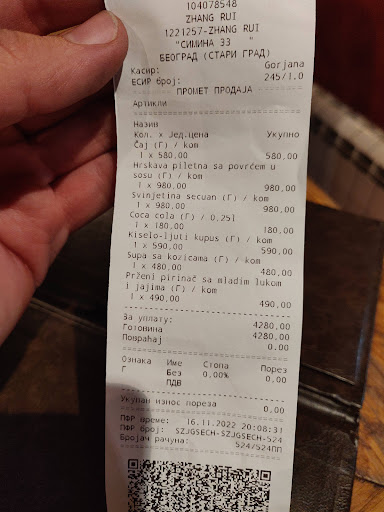 104078548
ZHANG RUI
1221257-ZHANG RUI
"СИМИНА 33 "
БЕОГРАД (СТАРИ ГРАД)
Касир: Gorjana
ЕСИР број: 245/1.0
ПРОМЕТ ПРОДАЈА
Артикли
Назив
Кол. x Јед.цена Укупно
Čaj (Г) / kom
1 x 580,00 580,00
Hrskava piletna sa povrćem u
sosu (Г) / kom
1 x 980,00 980,00
Svinjetina secuan (Г) / kom
1 x 980,00 980,00
Coca cola (Г) / 0.25l
1 x 180,00 180,00
Kiselo-ljuti kupus (Г) / kom
1 x 590,00 590,00
Supa sa kozicama (Г) / kom
1 x 480,00 480,00
Prženi pirinač sa mladim lukom
i jajima (Г) / kom
1 x 490,00 490,00
За уплату: 4280,00
Готовина 4280,00
Повраћај 0.00
Ознака Име Стопа Порез
Г Без 0.00% 0.00
ПДВ
Укупан износ пореза 0,00
ПФР време: 16.11.2022 20:08:31
ПФР број: SZJGSECH-SZJGSECH-524
Бројач рачуна: 524/524ПП